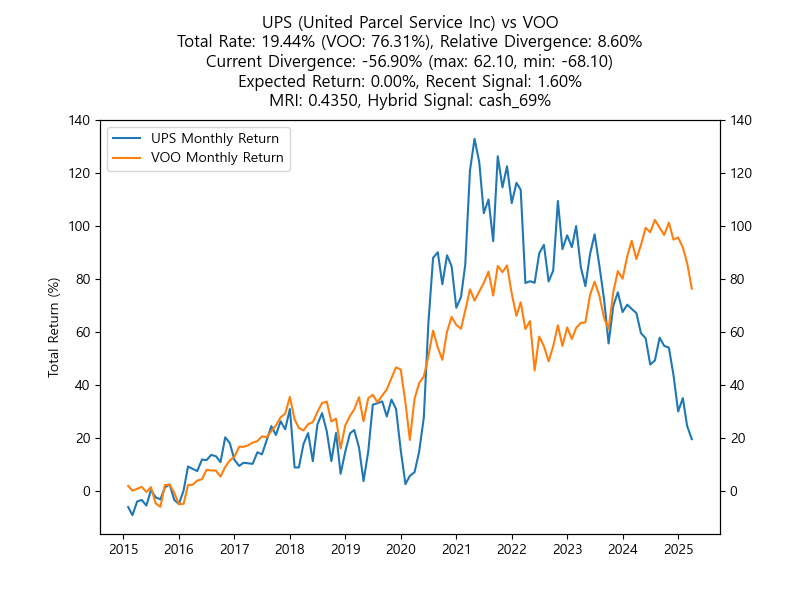 UPS (United Parcel Service Inc) vs VOO
Total Rate: 19.44% (VOO: 76.31%), Relative Divergence: 8.60%
Current Divergence: -56.90% (max: 62.10, min: -68.10)
Expected Return: 0.00%, Recent Signal: 1.60%
MRI: 0.4350, Hybrid Signal: cash_69%
UPS Monthly Return
VOO Monthly Return
Total Return (%)
140
120
100
80
60
40
20
0
140
120
100
80
60
40
20
0
2015 2016 2017 2018 2019 2020 2021 2022 2023 2024 2025